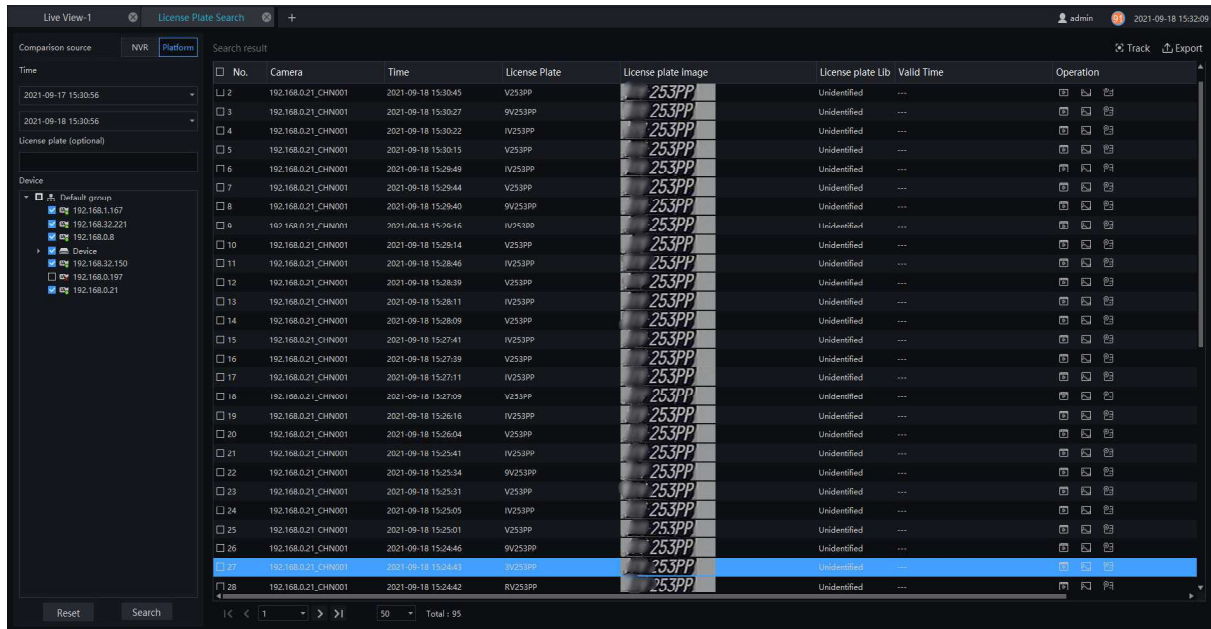 Live View-1
License Plate Search
+
admin
91
2021-09-18 15:32:09
Comparison source
NVR
Platform
Time
2021-09-17 15:30:56
2021-09-18 15:30:56
License plate (optional)
Device
Default group
192.168.1.167
192.168.32.221
192.168.0.8
Device
192.168.32.150
192.168.0.197
192.168.0.21
Reset
Search
Search result
Track
Export
No. Camera Time License Plate License plate image License plate Lib Valid Time Operation
2 192.168.0.21_CHN001 2021-09-18 15:30:45 V253PP 253PP Unidentified ---
3 192.168.0.21_CHN001 2021-09-18 15:30:27 9V253PP 253PP Unidentified ---
4 192.168.0.21_CHN001 2021-09-18 15:30:22 IV253PP 253PP Unidentified ---
5 192.168.0.21_CHN001 2021-09-18 15:30:15 V253PP 253PP Unidentified ---
6 192.168.0.21_CHN001 2021-09-18 15:29:49 IV253PP 253PP Unidentified ---
7 192.168.0.21_CHN001 2021-09-18 15:29:44 V253PP 253PP Unidentified ---
8 192.168.0.21_CHN001 2021-09-18 15:29:40 9V253PP 253PP Unidentified ---
9 192.168.0.21_CHN001 2021-09-18 15:29:16 IV253PP 253PP Unidentified ---
10 192.168.0.21_CHN001 2021-09-18 15:29:14 V253PP 253PP Unidentified ---
11 192.168.0.21_CHN001 2021-09-18 15:28:46 IV253PP 253PP Unidentified ---
12 192.168.0.21_CHN001 2021-09-18 15:28:39 V253PP 253PP Unidentified ---
13 192.168.0.21_CHN001 2021-09-18 15:28:11 IV253PP 253PP Unidentified ---
14 192.168.0.21_CHN001 2021-09-18 15:28:09 V253PP 253PP Unidentified ---
15 192.168.0.21_CHN001 2021-09-18 15:27:41 IV253PP 253PP Unidentified ---
16 192.168.0.21_CHN001 2021-09-18 15:27:39 V253PP 253PP Unidentified ---
17 192.168.0.21_CHN001 2021-09-18 15:27:11 IV253PP 253PP Unidentified ---
18 192.168.0.21_CHN001 2021-09-18 15:27:09 V253PP 253PP Unidentified ---
19 192.168.0.21_CHN001 2021-09-18 15:26:16 IV253PP 253PP Unidentified ---
20 192.168.0.21_CHN001 2021-09-18 15:26:04 V253PP 253PP Unidentified ---
21 192.168.0.21_CHN001 2021-09-18 15:25:41 IV253PP 253PP Unidentified ---
22 192.168.0.21_CHN001 2021-09-18 15:25:34 9V253PP 253PP Unidentified ---
23 192.168.0.21_CHN001 2021-09-18 15:25:31 V253PP 253PP Unidentified ---
24 192.168.0.21_CHN001 2021-09-18 15:25:05 IV253PP 253PP Unidentified ---
25 192.168.0.21_CHN001 2021-09-18 15:25:01 V253PP 253PP Unidentified ---
26 192.168.0.21_CHN001 2021-09-18 15:24:46 9V253PP 253PP Unidentified ---
27 192.168.0.21_CHN001 2021-09-18 15:24:43 3V253PP 253PP Unidentified ---
28 192.168.0.21_CHN001 2021-09-18 15:24:42 RV253PP 253PP Unidentified ---
1
50
Total : 95